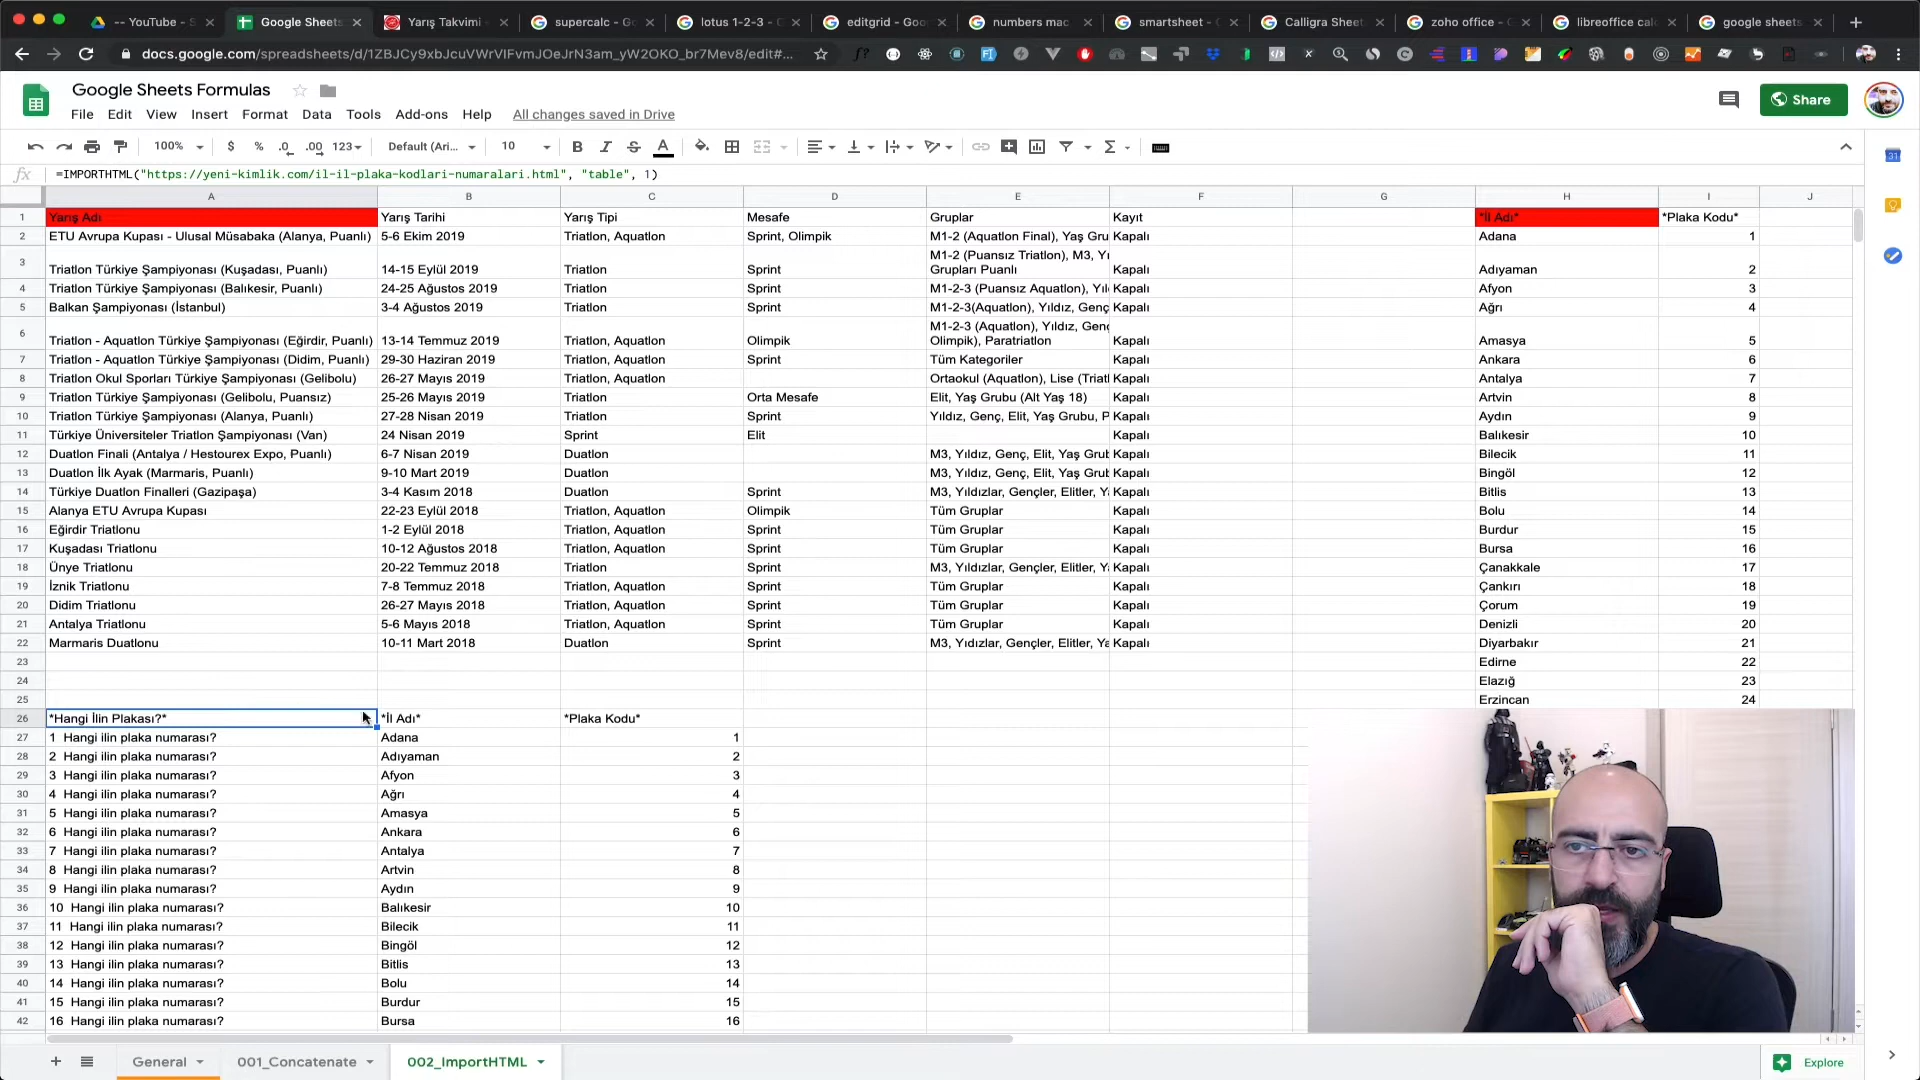 -- YouTube - S
Google Sheets
Yarış Takvimi -
supercalc - Go
lotus 1-2-3 - G
editgrid - Goo
numbers mac
smartsheet - G
Calligra Sheet
zoho office - G
libreoffice cal
google sheets
docs.google.com/spreadsheets/d/1ZBJCy9xbJcuVWrVIFvmJOeJrN3am_yW2OKO_br7Mev8/edit#...
Google Sheets Formulas
Share
File Edit View Insert Format Data Tools Add-ons Help All changes saved in Drive
100% $ % .0 .00 123 Default (Ari... 10 B I S A Σ
fx =IMPORTHTML("https://yeni-kimlik.com/il-il-plaka-kodlari-numaralari.html", "table", 1)
A B C D E F G H I J
1 Yarış Adı Yarış Tarihi Yarış Tipi Mesafe Gruplar Kayıt *İl Adı* *Plaka Kodu*
2 ETU Avrupa Kupası - Ulusal Müsabaka (Alanya, Puanlı) 5-6 Ekim 2019 Triatlon, Aquatlon Sprint, Olimpik M1-2 (Aquatlon Final), Yaş Gru Kapalı Adana 1
M1-2 (Puansız Triatlon), M3, Yı
3 Triatlon Türkiye Şampiyonası (Kuşadası, Puanlı) 14-15 Eylül 2019 Triatlon Sprint Grupları Puanlı Kapalı Adıyaman 2
4 Triatlon Türkiye Şampiyonası (Balıkesir, Puanlı) 24-25 Ağustos 2019 Triatlon Sprint M1-2-3 (Puansız Aquatlon), Yıl Kapalı Afyon 3
5 Balkan Şampiyonası (İstanbul) 3-4 Ağustos 2019 Triatlon Sprint M1-2-3(Aquatlon), Yıldız, Genç Kapalı Ağrı 4
M1-2-3 (Aquatlon), Yıldız, Genç
6 Triatlon - Aquatlon Türkiye Şampiyonası (Eğirdir, Puanlı) 13-14 Temmuz 2019 Triatlon, Aquatlon Olimpik Olimpik), Paratriatlon Kapalı Amasya 5
7 Triatlon - Aquatlon Türkiye Şampiyonası (Didim, Puanlı) 29-30 Haziran 2019 Triatlon, Aquatlon Sprint Tüm Kategoriler Kapalı Ankara 6
8 Triatlon Okul Sporları Türkiye Şampiyonası (Gelibolu) 26-27 Mayıs 2019 Triatlon, Aquatlon Ortaokul (Aquatlon), Lise (Triatl Kapalı Antalya 7
9 Triatlon Türkiye Şampiyonası (Gelibolu, Puansız) 25-26 Mayıs 2019 Triatlon Orta Mesafe Elit, Yaş Grubu (Alt Yaş 18) Kapalı Artvin 8
10 Triatlon Türkiye Şampiyonası (Alanya, Puanlı) 27-28 Nisan 2019 Triatlon Sprint Yıldız, Genç, Elit, Yaş Grubu, P Kapalı Aydın 9
11 Türkiye Üniversiteler Triatlon Şampiyonası (Van) 24 Nisan 2019 Sprint Elit Kapalı Balıkesir 10
12 Duatlon Finali (Antalya / Hestourex Expo, Puanlı) 6-7 Nisan 2019 Duatlon M3, Yıldız, Genç, Elit, Yaş Grub Kapalı Bilecik 11
13 Duatlon İlk Ayak (Marmaris, Puanlı) 9-10 Mart 2019 Duatlon M3, Yıldız, Genç, Elit, Yaş Grub Kapalı Bingöl 12
14 Türkiye Duatlon Finalleri (Gazipaşa) 3-4 Kasım 2018 Duatlon Sprint M3, Yıldızlar, Gençler, Elitler, Y Kapalı Bitlis 13
15 Alanya ETU Avrupa Kupası 22-23 Eylül 2018 Triatlon, Aquatlon Olimpik Tüm Gruplar Kapalı Bolu 14
16 Eğirdir Triatlonu 1-2 Eylül 2018 Triatlon, Aquatlon Sprint Tüm Gruplar Kapalı Burdur 15
17 Kuşadası Triatlonu 10-12 Ağustos 2018 Triatlon, Aquatlon Sprint Tüm Gruplar Kapalı Bursa 16
18 Ünye Triatlonu 20-22 Temmuz 2018 Triatlon Sprint M3, Yıldızlar, Gençler, Elitler, Y Kapalı Çanakkale 17
19 İznik Triatlonu 7-8 Temmuz 2018 Triatlon, Aquatlon Sprint Tüm Gruplar Kapalı Çankırı 18
20 Didim Triatlonu 26-27 Mayıs 2018 Triatlon, Aquatlon Sprint Tüm Gruplar Kapalı Çorum 19
21 Antalya Triatlonu 5-6 Mayıs 2018 Triatlon, Aquatlon Sprint Tüm Gruplar Kapalı Denizli 20
22 Marmaris Duatlonu 10-11 Mart 2018 Duatlon Sprint M3, Yıdızlar, Gençler, Elitler, Ya Kapalı Diyarbakır 21
23 Edirne 22
24 Elazığ 23
25 Erzincan 24
26 *Hangi İlin Plakası?* *İl Adı* *Plaka Kodu*
27 1 Hangi ilin plaka numarası? Adana 1
28 2 Hangi ilin plaka numarası? Adıyaman 2
29 3 Hangi ilin plaka numarası? Afyon 3
30 4 Hangi ilin plaka numarası? Ağrı 4
31 5 Hangi ilin plaka numarası? Amasya 5
32 6 Hangi ilin plaka numarası? Ankara 6
33 7 Hangi ilin plaka numarası? Antalya 7
34 8 Hangi ilin plaka numarası? Artvin 8
35 9 Hangi ilin plaka numarası? Aydın 9
36 10 Hangi ilin plaka numarası? Balıkesir 10
37 11 Hangi ilin plaka numarası? Bilecik 11
38 12 Hangi ilin plaka numarası? Bingöl 12
39 13 Hangi ilin plaka numarası? Bitlis 13
40 14 Hangi ilin plaka numarası? Bolu 14
41 15 Hangi ilin plaka numarası? Burdur 15
42 16 Hangi ilin plaka numarası? Bursa 16
General 001_Concatenate 002_ImportHTML Explore